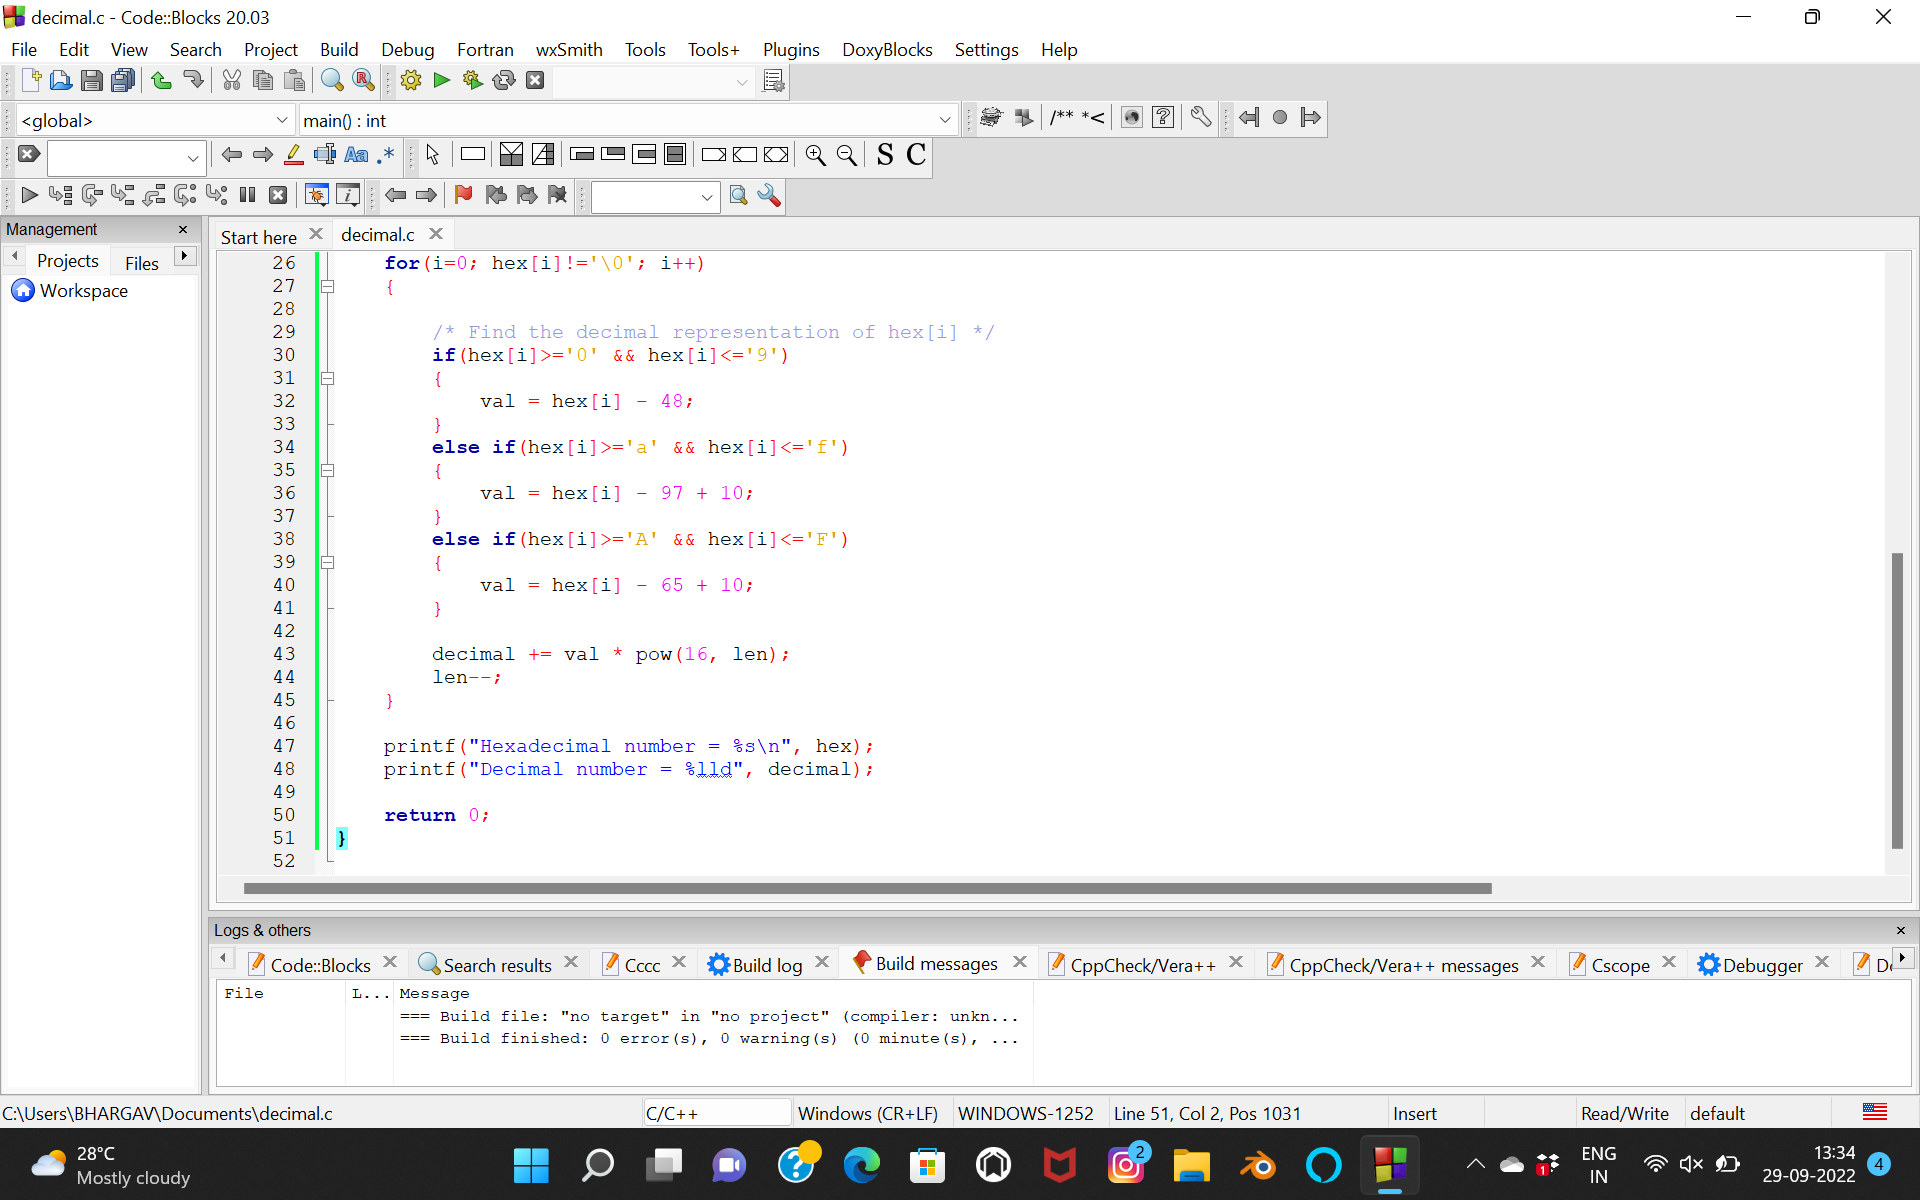 decimal.c - Code::Blocks 20.03
File Edit View Search Project Build Debug Fortran wxSmith Tools Tools+ Plugins DoxyBlocks Settings Help
<global> main() : int /** *<
Aa .* S C
Management
Projects Files
Workspace
Start here decimal.c
26 for(i=0; hex[i]!='\0'; i++)
27 {
28
29 /* Find the decimal representation of hex[i] */
30 if(hex[i]>='0' && hex[i]<='9')
31 {
32 val = hex[i] - 48;
33 }
34 else if(hex[i]>='a' && hex[i]<='f')
35 {
36 val = hex[i] - 97 + 10;
37 }
38 else if(hex[i]>='A' && hex[i]<='F')
39 {
40 val = hex[i] - 65 + 10;
41 }
42
43 decimal += val * pow(16, len);
44 len--;
45 }
46
47 printf("Hexadecimal number = %s\n", hex);
48 printf("Decimal number = %lld", decimal);
49
50 return 0;
51 }
52
Logs & others
Code::Blocks Search results Cccc Build log Build messages CppCheck/Vera++ CppCheck/Vera++ messages Cscope Debugger
File L... Message
=== Build file: "no target" in "no project" (compiler: unkn...
=== Build finished: 0 error(s), 0 warning(s) (0 minute(s), ...
C:\Users\BHARGAV\Documents\decimal.c C/C++ Windows (CR+LF) WINDOWS-1252 Line 51, Col 2, Pos 1031 Insert Read/Write default
28°C
Mostly cloudy
2
1
ENG
IN
13:34
29-09-2022
4